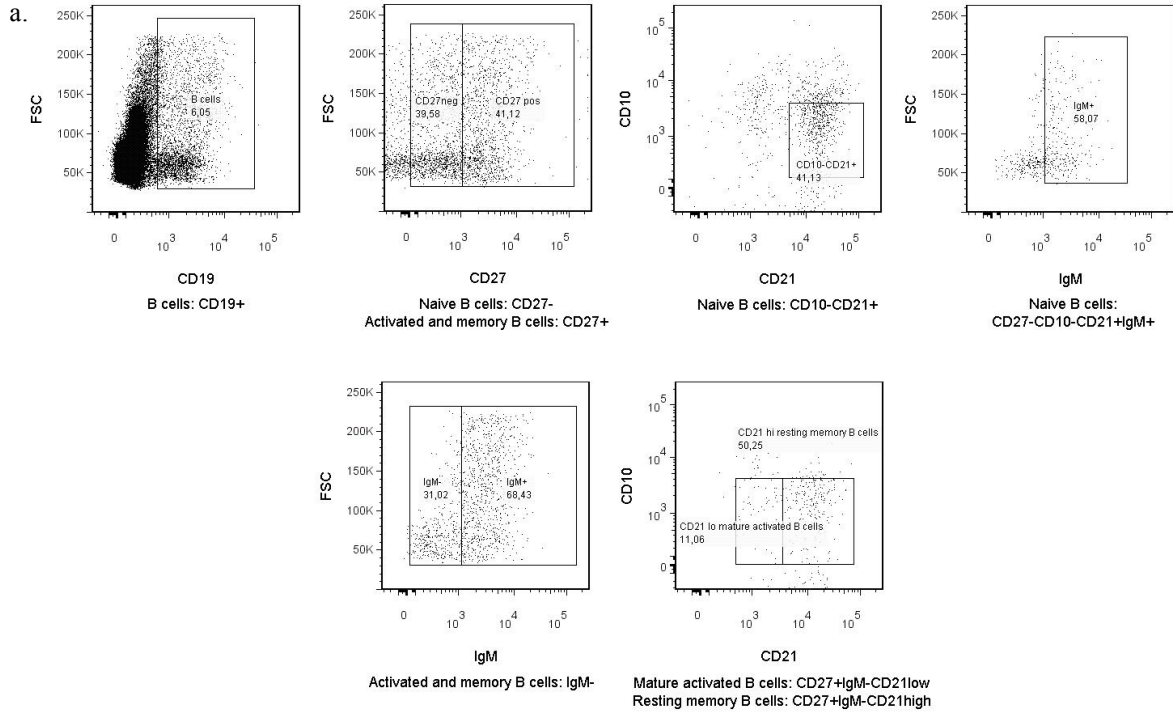 a.
250K
200K
150K
100K
50K
0
FSC
B cells
6,05
0
10^3
10^4
10^5
CD19
B cells: CD19+
250K
200K
150K
100K
50K
0
FSC
CD27neg
39,58
CD27 pos
41,12
0
10^3
10^4
10^5
CD27
Naive B cells: CD27-
Activated and memory B cells: CD27+
10^5
10^4
10^3
0
CD10
CD10-CD21+
41,13
0
10^3
10^4
10^5
CD21
Naive B cells: CD10-CD21+
250K
200K
150K
100K
50K
0
FSC
IgM+
58,07
0
10^3
10^4
10^5
IgM
Naive B cells:
CD27-CD10-CD21+IgM+
250K
200K
150K
100K
50K
0
FSC
IgM-
31,02
IgM+
68,43
0
10^3
10^4
10^5
IgM
Activated and memory B cells: IgM-
10^5
10^4
10^3
0
CD10
CD21 hi resting memory B cells
50,25
CD21 lo mature activated B cells
11,06
0
10^3
10^4
10^5
CD21
Mature activated B cells: CD27+IgM-CD21low
Resting memory B cells: CD27+IgM-CD21high